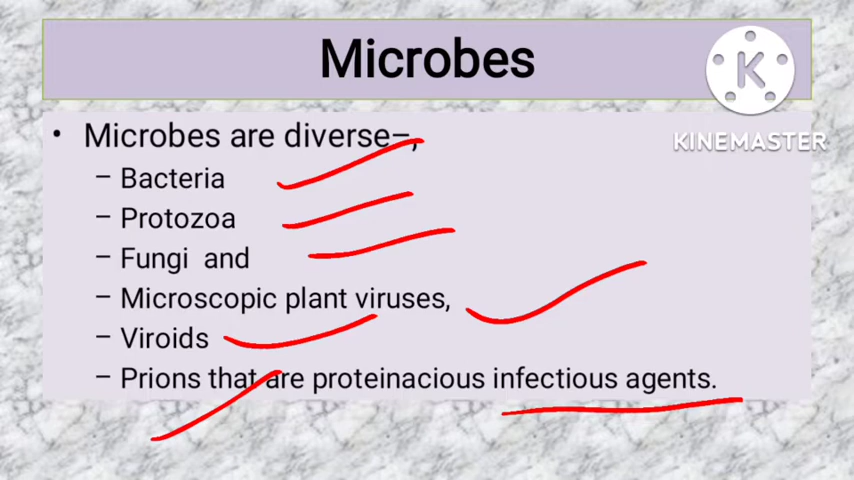 Microbes
KINEMASTER
• Microbes are diverse–,
– Bacteria
– Protozoa
– Fungi and
– Microscopic plant viruses,
– Viroids
– Prions that are proteinacious infectious agents.